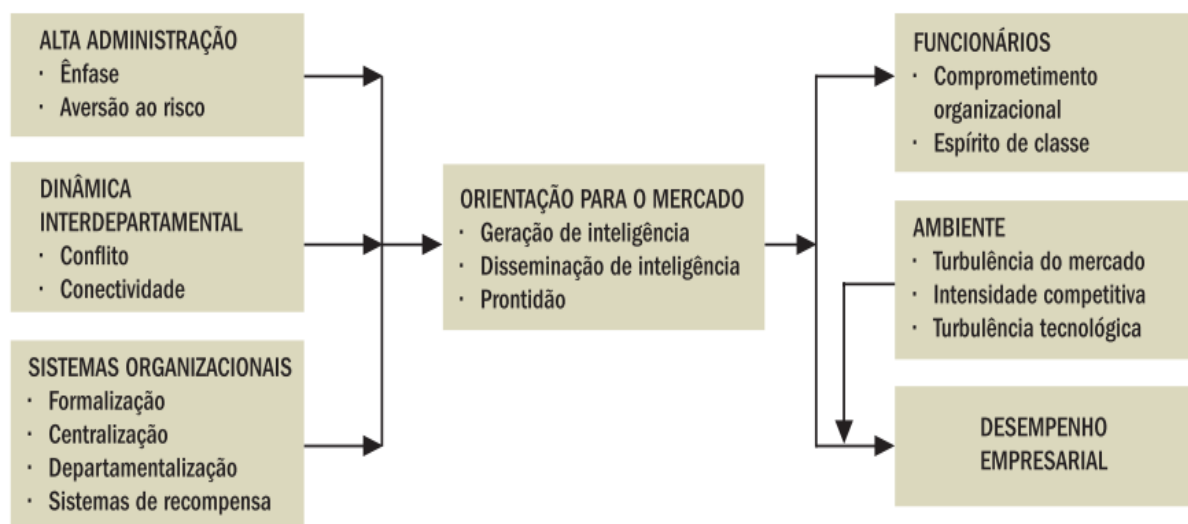 ALTA ADMINISTRAÇÃO
· Ênfase
· Aversão ao risco
DINÂMICA
INTERDEPARTAMENTAL
· Conflito
· Conectividade
SISTEMAS ORGANIZACIONAIS
· Formalização
· Centralização
· Departamentalização
· Sistemas de recompensa
ORIENTAÇÃO PARA O MERCADO
· Geração de inteligência
· Disseminação de inteligência
· Prontidão
FUNCIONÁRIOS
· Comprometimento
organizacional
· Espírito de classe
AMBIENTE
· Turbulência do mercado
· Intensidade competitiva
· Turbulência tecnológica
DESEMPENHO
EMPRESARIAL